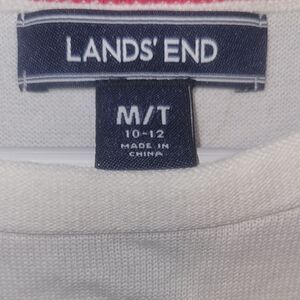 LANDS' END
M/T
10-12
MADE IN
CHINA